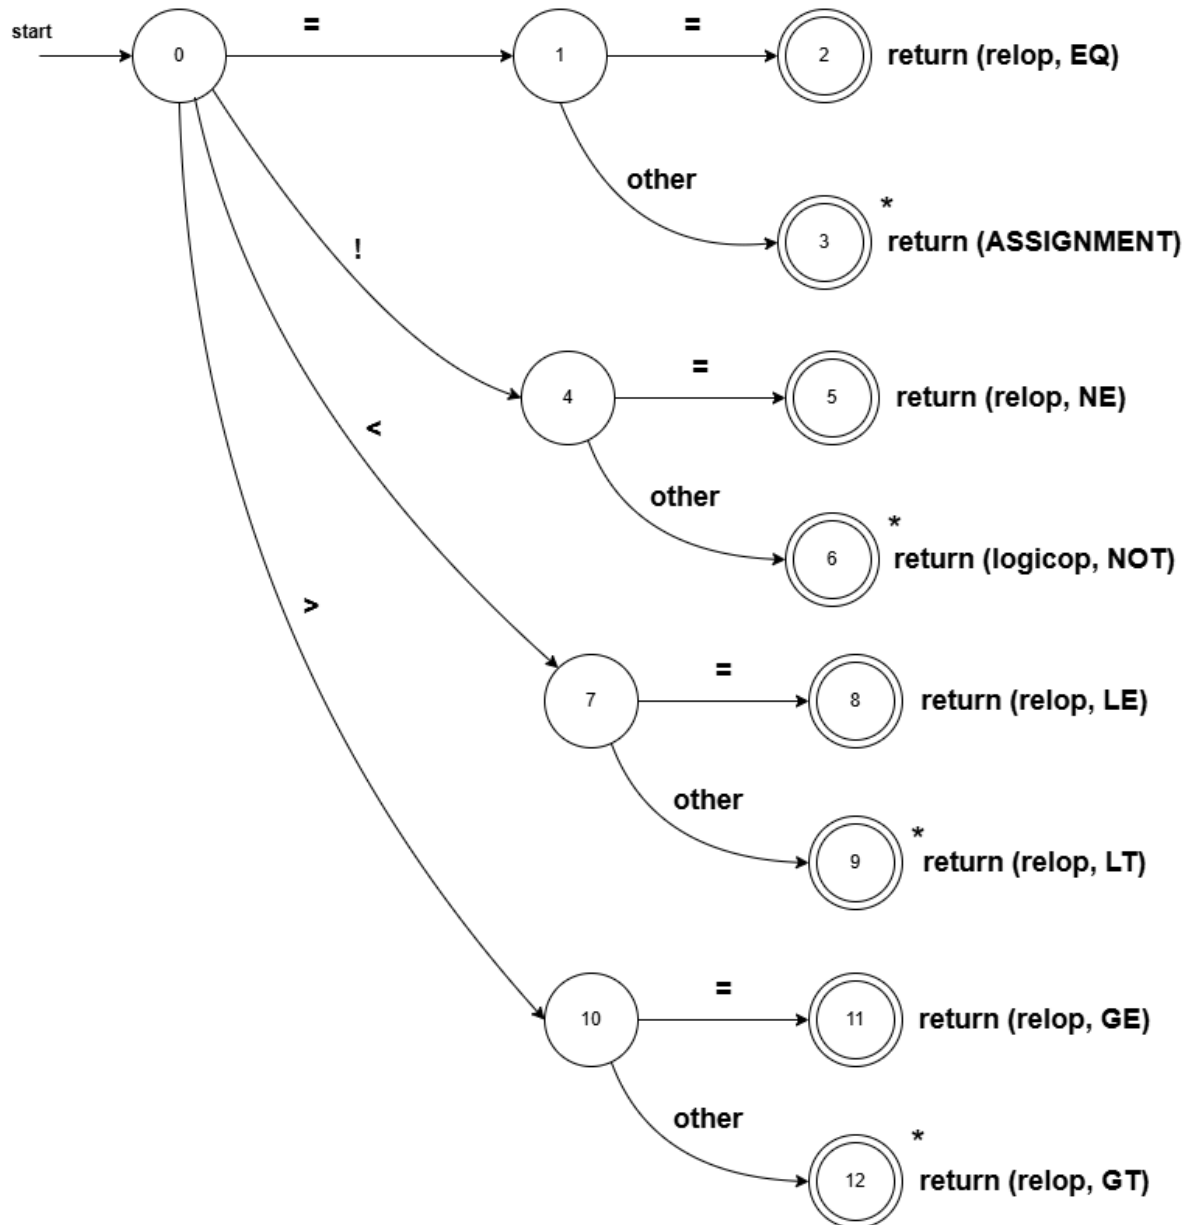 start
0
=
1
=
2
return (relop, EQ)
other
*
3
return (ASSIGNMENT)
!
4
=
5
return (relop, NE)
<
other
*
6
return (logicop, NOT)
>
7
=
8
return (relop, LE)
other
*
9
return (relop, LT)
10
=
11
return (relop, GE)
other
*
12
return (relop, GT)